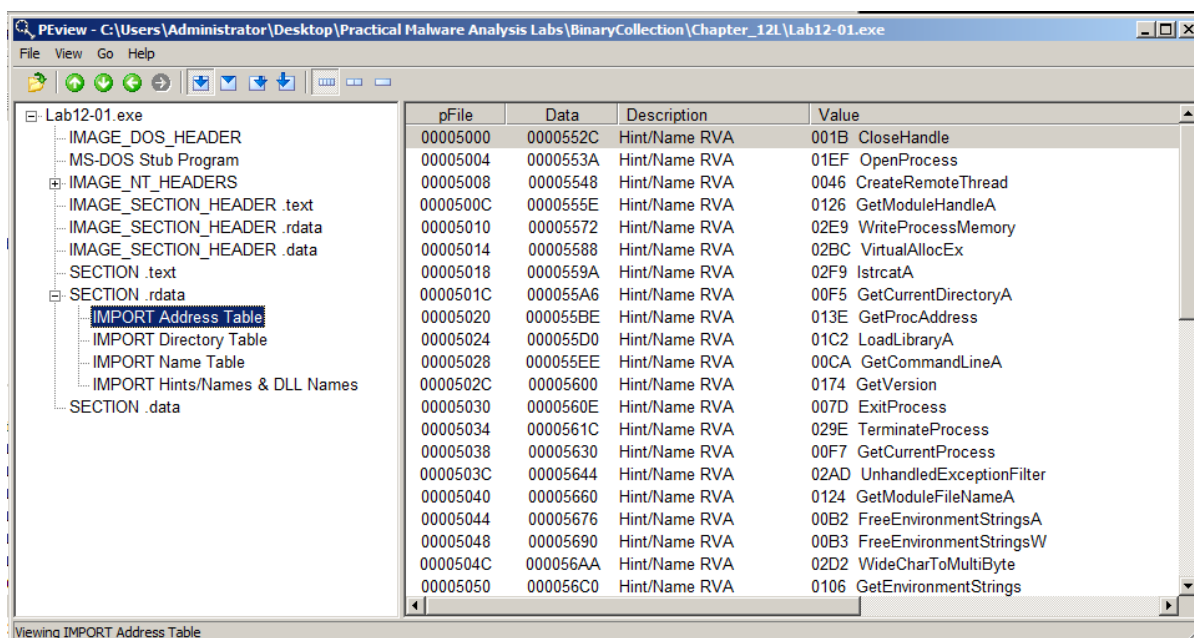 PEview - C:\Users\Administrator\Desktop\Practical Malware Analysis Labs\BinaryCollection\Chapter_12L\Lab12-01.exe
File View Go Help
Lab12-01.exe
IMAGE_DOS_HEADER
MS-DOS Stub Program
IMAGE_NT_HEADERS
IMAGE_SECTION_HEADER .text
IMAGE_SECTION_HEADER .rdata
IMAGE_SECTION_HEADER .data
SECTION .text
SECTION .rdata
IMPORT Address Table
IMPORT Directory Table
IMPORT Name Table
IMPORT Hints/Names & DLL Names
SECTION .data
pFile Data Description Value
00005000 0000552C Hint/Name RVA 001B CloseHandle
00005004 0000553A Hint/Name RVA 01EF OpenProcess
00005008 00005548 Hint/Name RVA 0046 CreateRemoteThread
0000500C 0000555E Hint/Name RVA 0126 GetModuleHandleA
00005010 00005572 Hint/Name RVA 02E9 WriteProcessMemory
00005014 00005588 Hint/Name RVA 02BC VirtualAllocEx
00005018 0000559A Hint/Name RVA 02F9 lstrcatA
0000501C 000055A6 Hint/Name RVA 00F5 GetCurrentDirectoryA
00005020 000055BE Hint/Name RVA 013E GetProcAddress
00005024 000055D0 Hint/Name RVA 01C2 LoadLibraryA
00005028 000055EE Hint/Name RVA 00CA GetCommandLineA
0000502C 00005600 Hint/Name RVA 0174 GetVersion
00005030 0000560E Hint/Name RVA 007D ExitProcess
00005034 0000561C Hint/Name RVA 029E TerminateProcess
00005038 00005630 Hint/Name RVA 00F7 GetCurrentProcess
0000503C 00005644 Hint/Name RVA 02AD UnhandledExceptionFilter
00005040 00005660 Hint/Name RVA 0124 GetModuleFileNameA
00005044 00005676 Hint/Name RVA 00B2 FreeEnvironmentStringsA
00005048 00005690 Hint/Name RVA 00B3 FreeEnvironmentStringsW
0000504C 000056AA Hint/Name RVA 02D2 WideCharToMultiByte
00005050 000056C0 Hint/Name RVA 0106 GetEnvironmentStrings
Viewing IMPORT Address Table